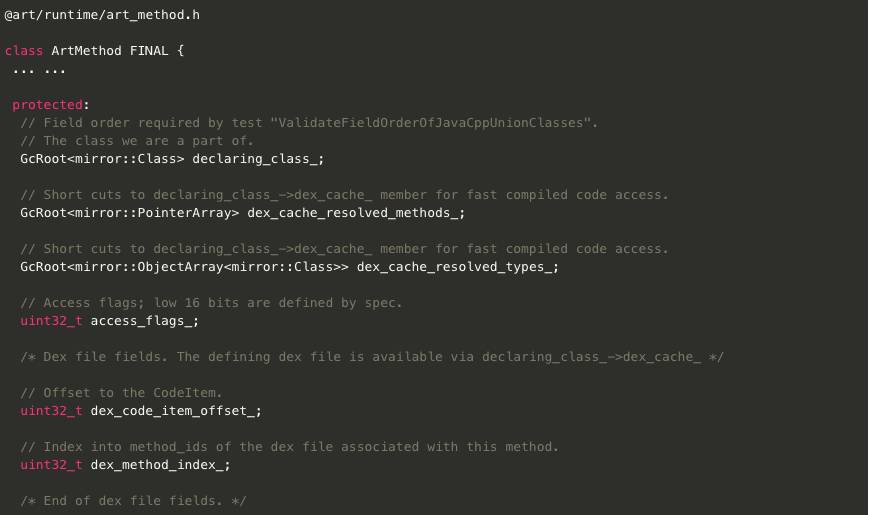 @art/runtime/art_method.h
class ArtMethod FINAL {
... ...
protected:
// Field order required by test "ValidateFieldOrderOfJavaCppUnionClasses".
// The class we are a part of.
GcRoot<mirror::Class> declaring_class_;
// Short cuts to declaring_class_->dex_cache_ member for fast compiled code access.
GcRoot<mirror::PointerArray> dex_cache_resolved_methods_;
// Short cuts to declaring_class_->dex_cache_ member for fast compiled code access.
GcRoot<mirror::ObjectArray<mirror::Class>> dex_cache_resolved_types_;
// Access flags; low 16 bits are defined by spec.
uint32_t access_flags_;
/* Dex file fields. The defining dex file is available via declaring_class_->dex_cache_ */
// Offset to the CodeItem.
uint32_t dex_code_item_offset_;
// Index into method_ids of the dex file associated with this method.
uint32_t dex_method_index_;
/* End of dex file fields. */